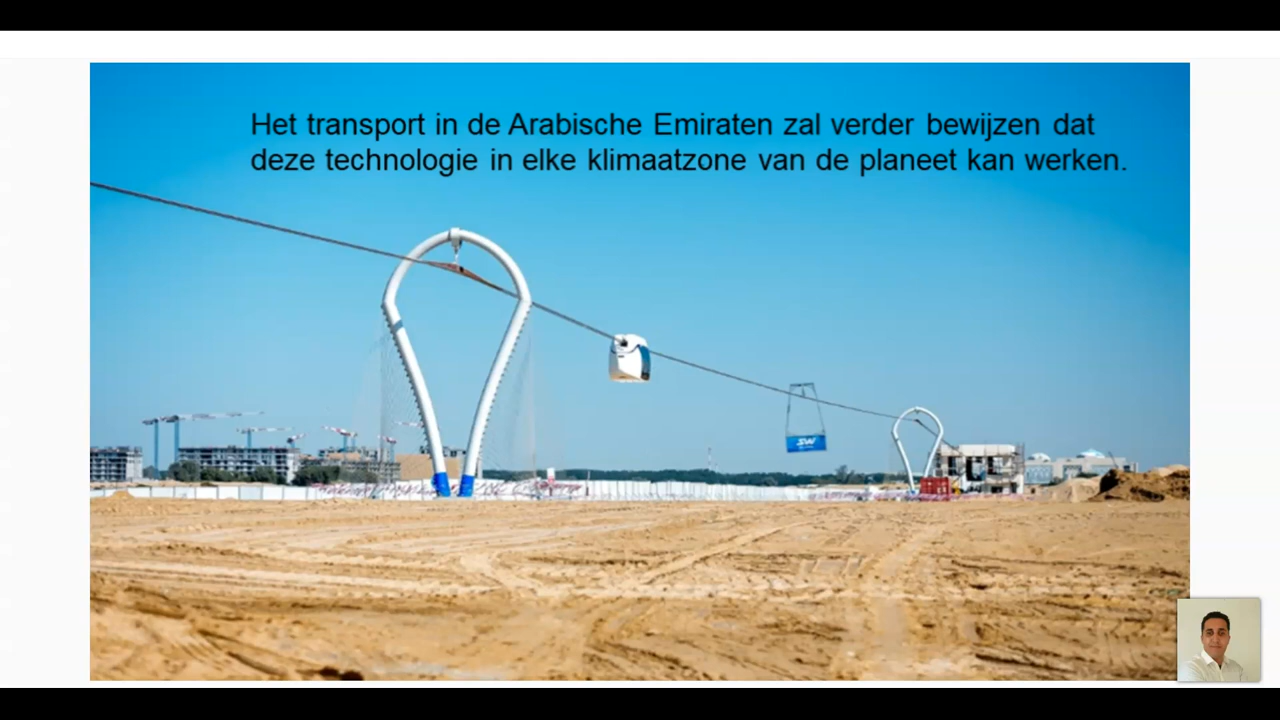 Het transport in de Arabische Emiraten zal verder bewijzen dat
deze technologie in elke klimaatzone van de planeet kan werken.
SW